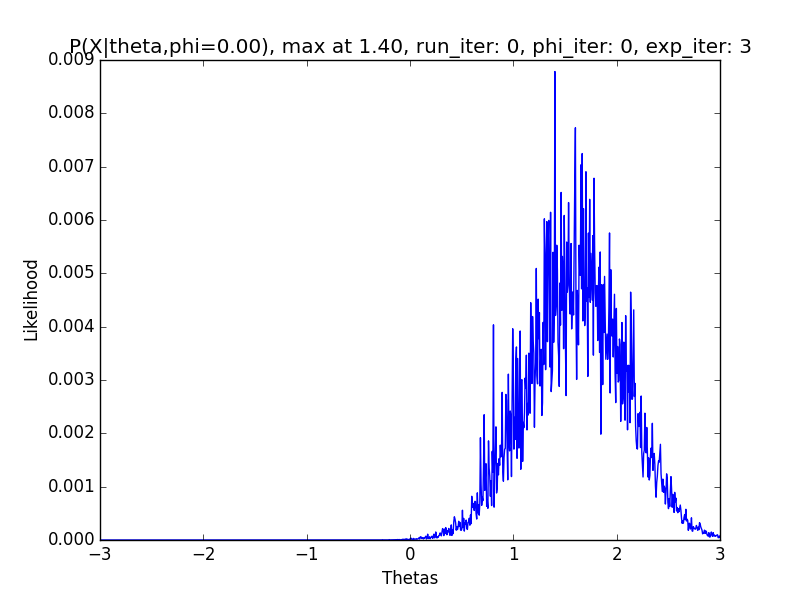 P(X|theta,phi=0.00), max at 1.40, run_iter: 0, phi_iter: 0, exp_iter: 3
0.009
0.008
0.007
0.006
0.005
0.004
0.003
0.002
0.001
0.000
Likelihood
−3 −2 −1 0 1 2 3
Thetas